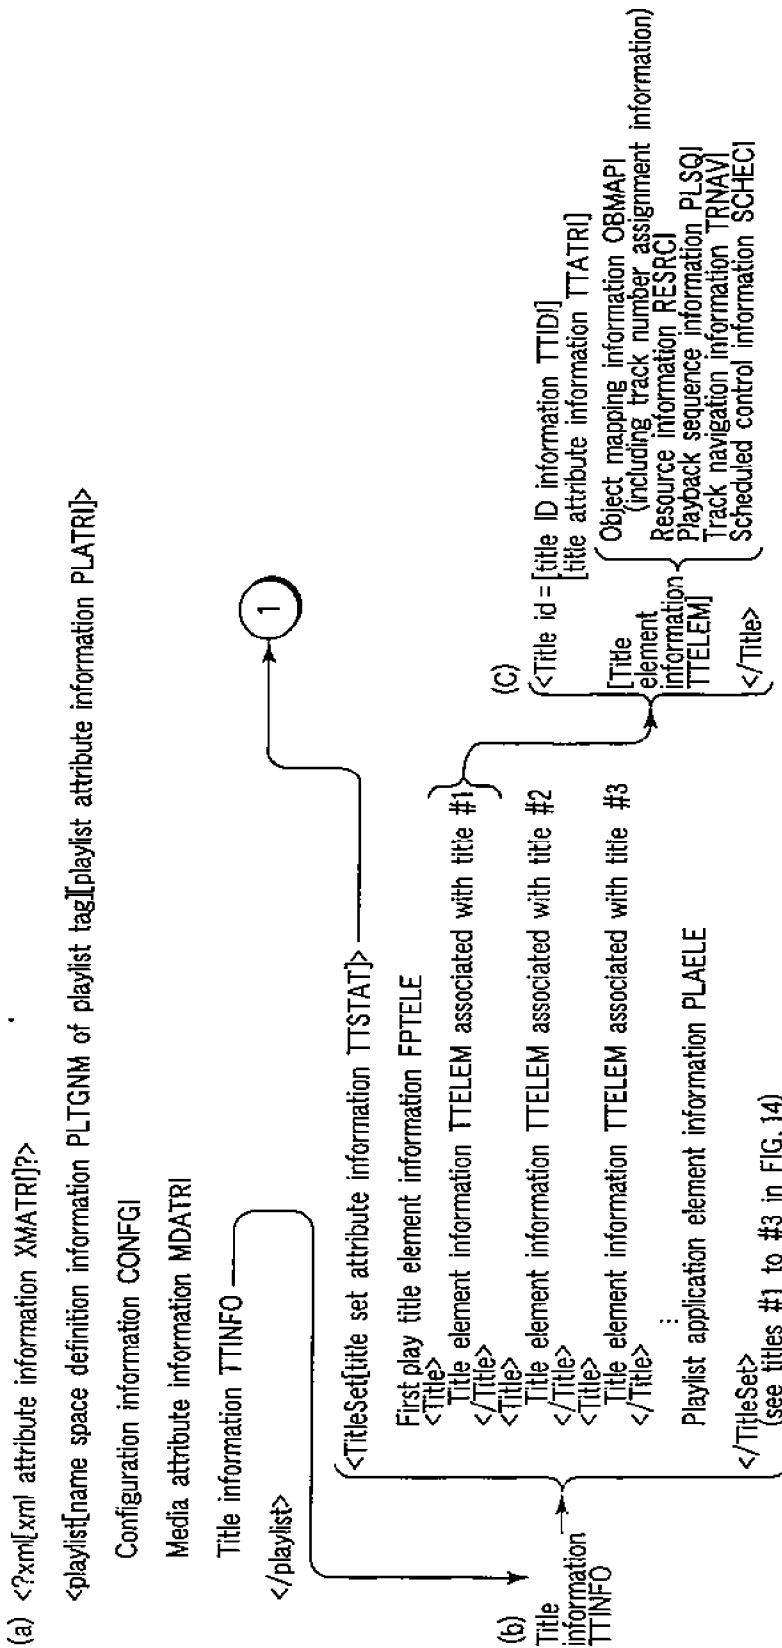 (a) <?xml[xml attribute information XMATRI]?>
<playlist[name space definition information PLTGNM of playlist tag][playlist attribute information PLATRI]>
Configuration information CONFGI
Media attribute information MDATRI
Title information TTINFO
</playlist>
1
(b)
Title
information
TTINFO
<TitleSet[title set attribute information TTSTAT]>
First play title element information FPTELE
<Title>
Title element information TTELEM associated with title #1
</Title>
<Title>
Title element information TTELEM associated with title #2
</Title>
<Title>
Title element information TTELEM associated with title #3
</Title>
⋮
Playlist application element information PLAELE
</TitleSet>
(see titles #1 to #3 in FIG. 14)
(C)
<Title id=[title ID information TTIDI]
[title attribute information TTATRI]
[Title
element
information
TTELEM]
Object mapping information OBMAPI
(including track number assignment information)
Resource information RESRCI
Playback sequence information PLSQI
Track navigation information TRNAVI
Scheduled control information SCHECI
</Title>